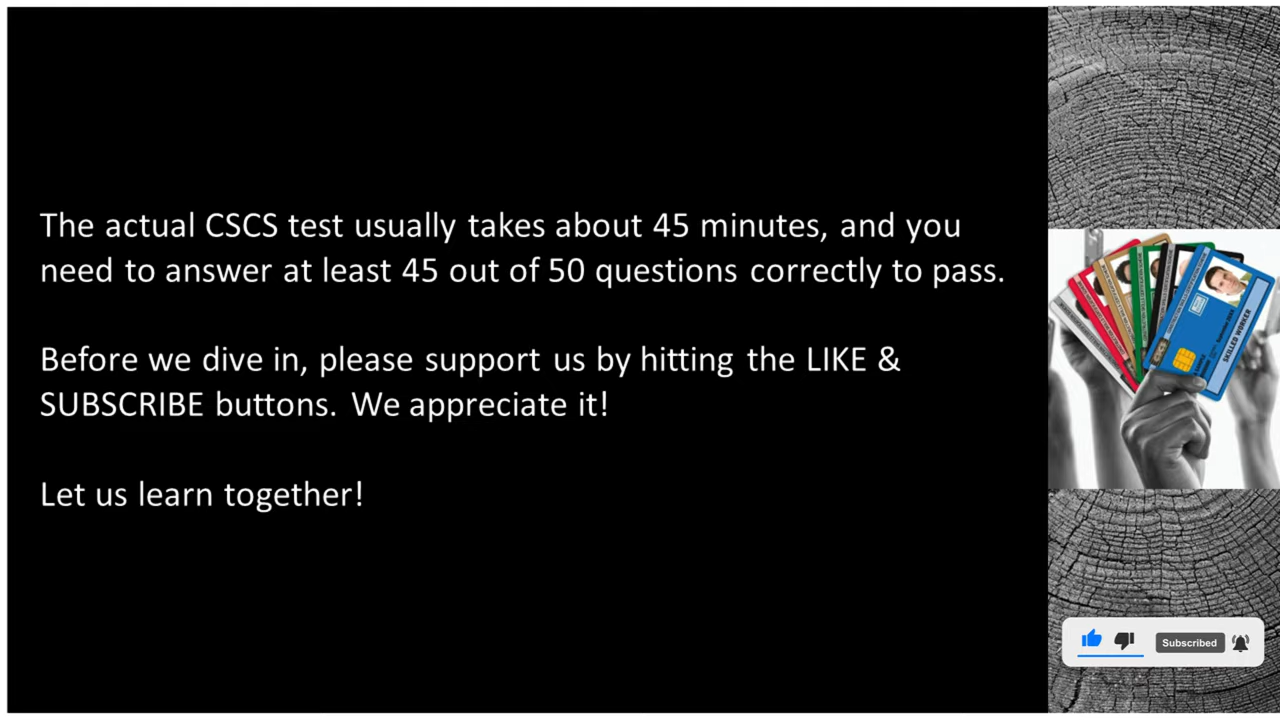 The actual CSCS test usually takes about 45 minutes, and you
need to answer at least 45 out of 50 questions correctly to pass.
Before we dive in, please support us by hitting the LIKE &
SUBSCRIBE buttons. We appreciate it!
Let us learn together!
SKILLED WORKER
Subscribed